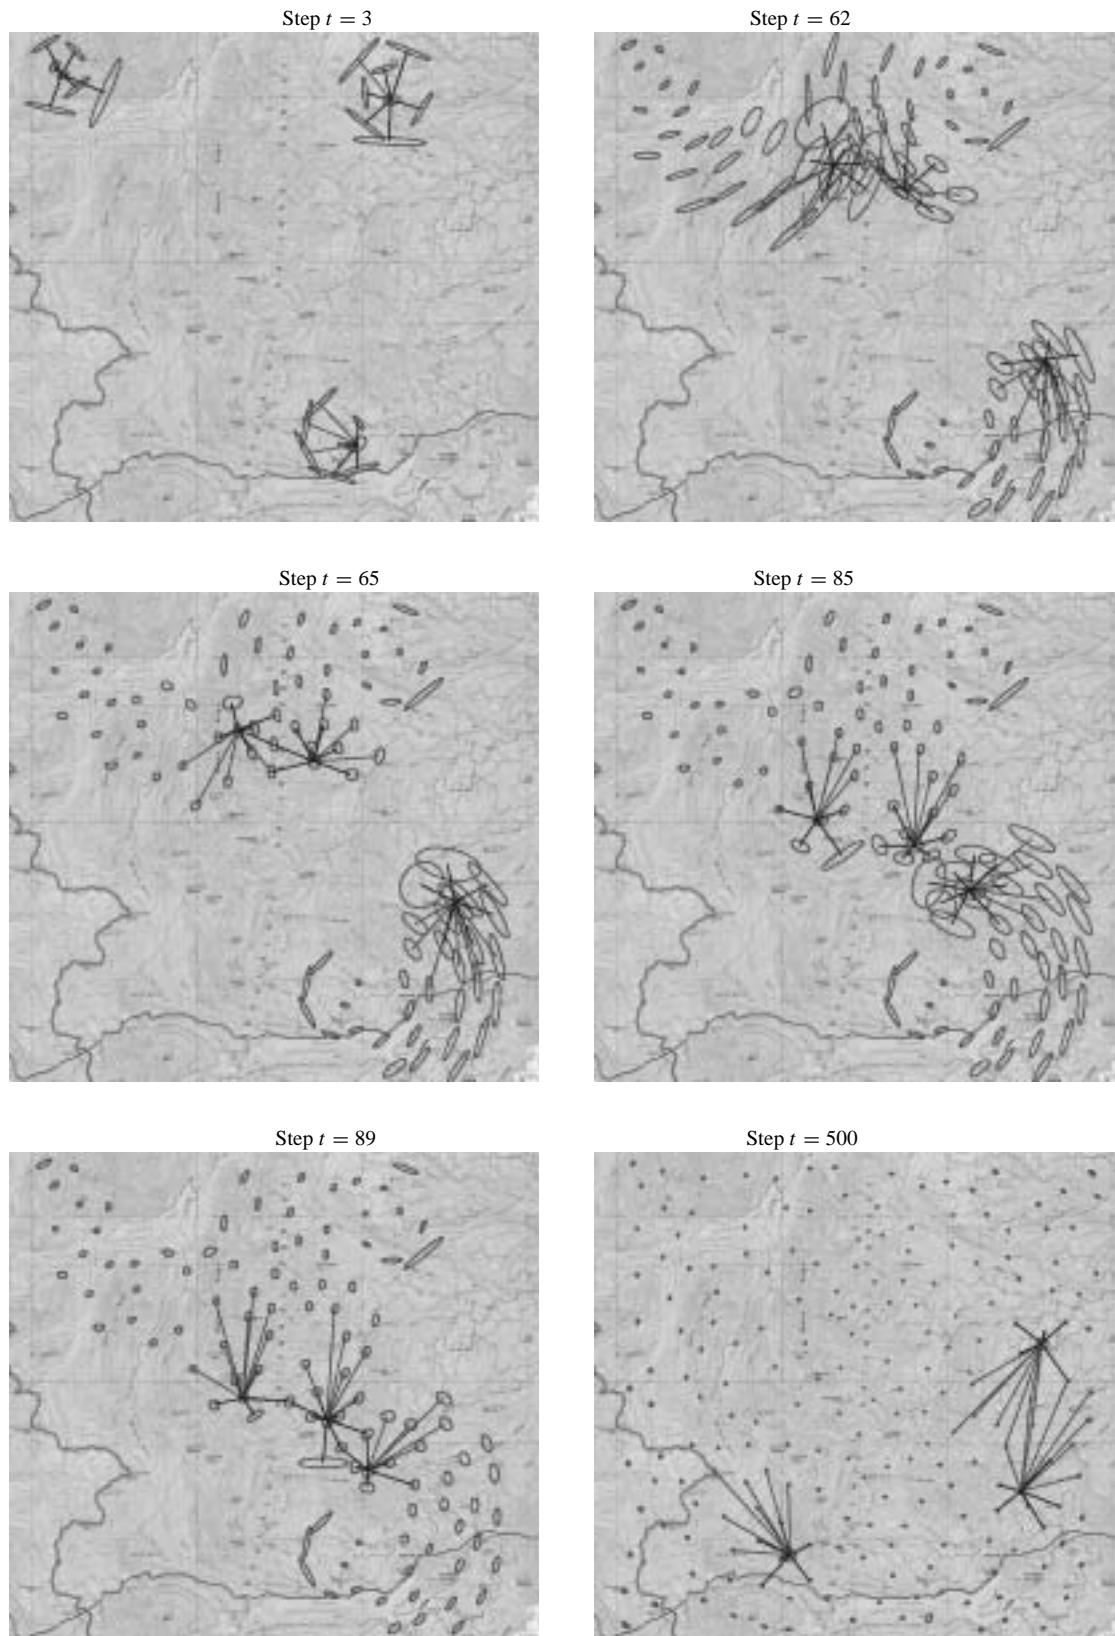 Step t = 3
Step t = 62
Step t = 65
Step t = 85
Step t = 89
Step t = 500